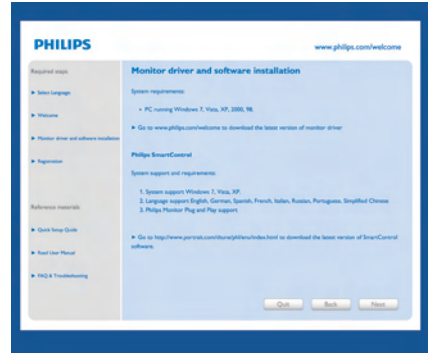 PHILIPS
www.philips.com/welcome
Required steps
Select Language
Welcome
Monitor driver and software installation
Registration
Reference materials
Quick Setup Guide
Read User Manual
FAQ & Troubleshooting
Monitor driver and software installation
System requirements:
• PC running Windows 7, Vista, XP, 2000, 98.
Go to www.philips.com/welcome to download the latest version of monitor driver
Philips SmartControl
System support and requirements:
1. System support Windows 7, Vista, XP.
2. Language support English, German, Spanish, French, Italian, Russian, Portuguese, Simplified Chinese
3. Philips Monitor Plug and Play support
Go to http://www.portrait.com/dtune/phl/enu/index.html to download the latest version of SmartControl
software.
Quit
Back
Next